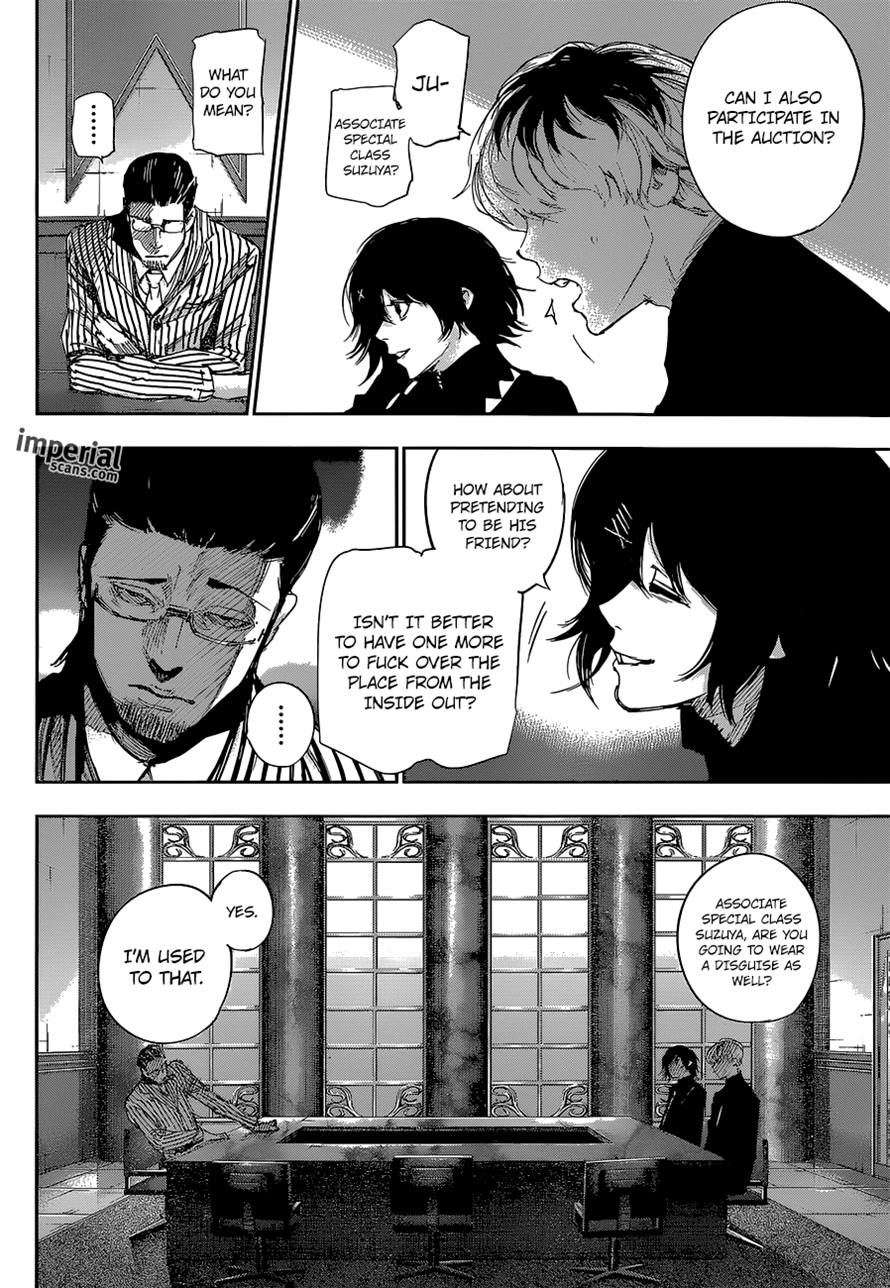 CAN I ALSO
PARTICIPATE
IN THE
AUCTION?
JU-
ASSOCIATE
SPECIAL
CLASS
SUZUYA?
WHAT
DO YOU
MEAN?
......
imperial
scans.com
HOW ABOUT
PRETENDING
TO BE HIS
FRIEND?
ISN'T IT BETTER
TO HAVE ONE MORE
TO FUCK OVER THE
PLACE FROM THE
INSIDE OUT?
......
ASSOCIATE
SPECIAL CLASS
SUZUYA, ARE YOU
GOING TO WEAR
A DISGUISE AS
WELL?
YES.
I'M USED
TO THAT.